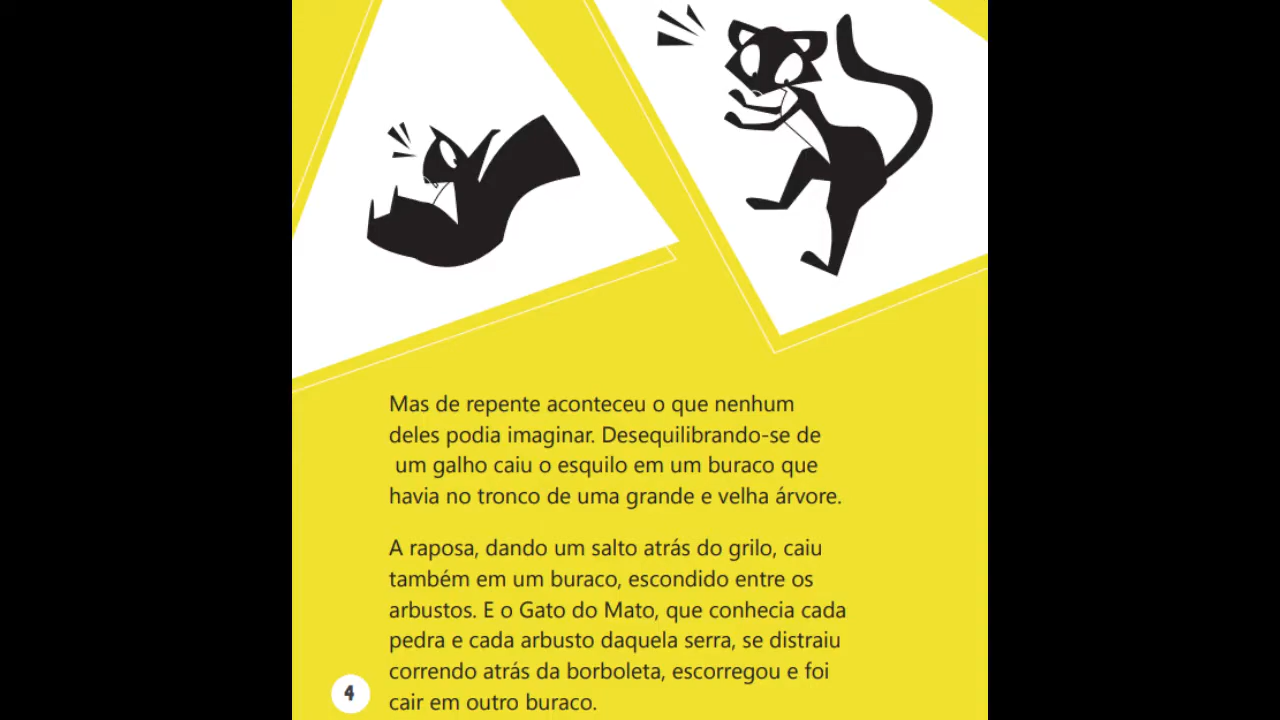 Mas de repente aconteceu o que nenhum
deles podia imaginar. Desequilibrando-se de
um galho caiu o esquilo em um buraco que
havia no tronco de uma grande e velha árvore.
A raposa, dando um salto atrás do grilo, caiu
também em um buraco, escondido entre os
arbustos. E o Gato do Mato, que conhecia cada
pedra e cada arbusto daquela serra, se distraiu
correndo atrás da borboleta, escorregou e foi
cair em outro buraco.
4